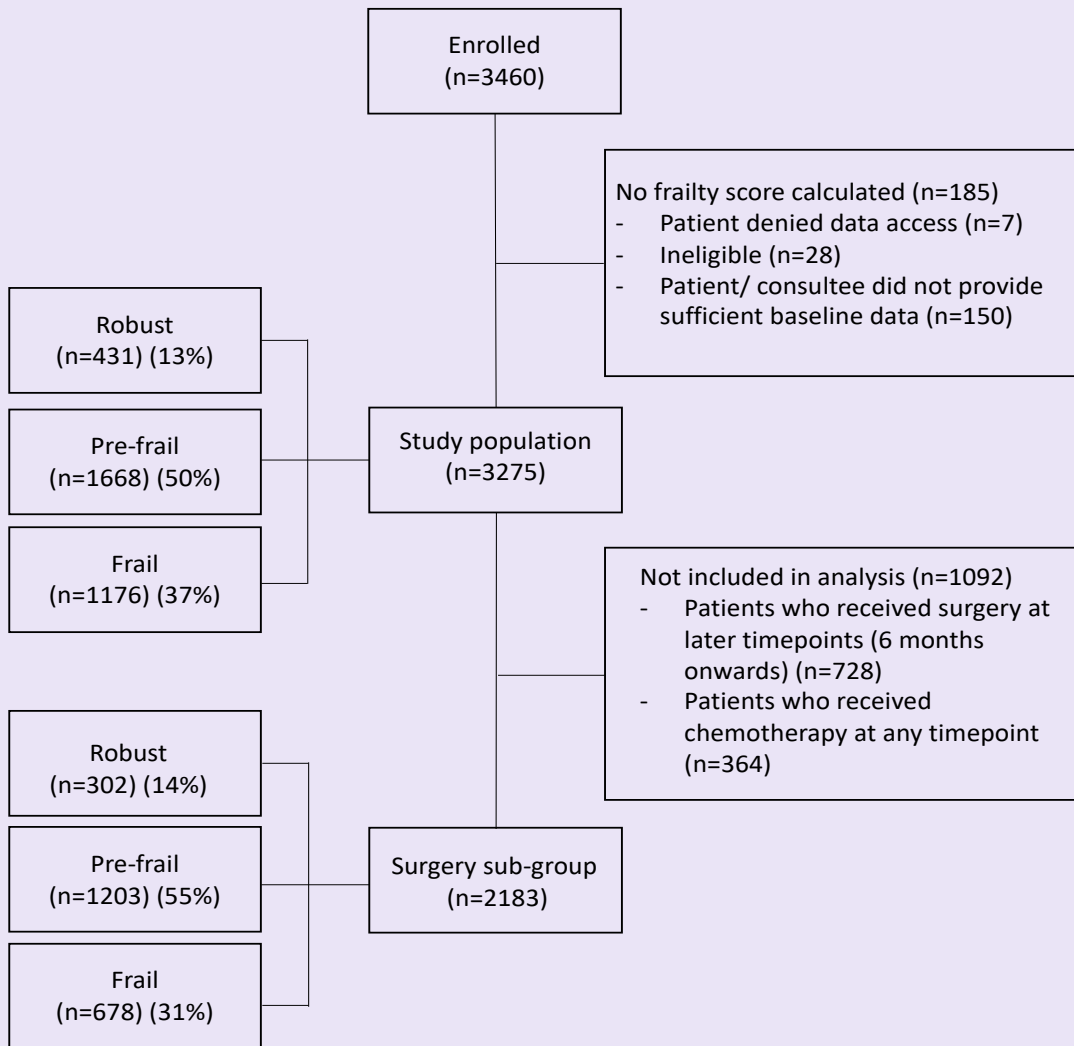 Enrolled
(n=3460)
No frailty score calculated (n=185)
- Patient denied data access (n=7)
- Ineligible (n=28)
- Patient/ consultee did not provide
sufficient baseline data (n=150)
Robust
(n=431) (13%)
Pre-frail
(n=1668) (50%)
Frail
(n=1176) (37%)
Study population
(n=3275)
Not included in analysis (n=1092)
- Patients who received surgery at
later timepoints (6 months
onwards) (n=728)
- Patients who received
chemotherapy at any timepoint
(n=364)
Robust
(n=302) (14%)
Pre-frail
(n=1203) (55%)
Frail
(n=678) (31%)
Surgery sub-group
(n=2183)